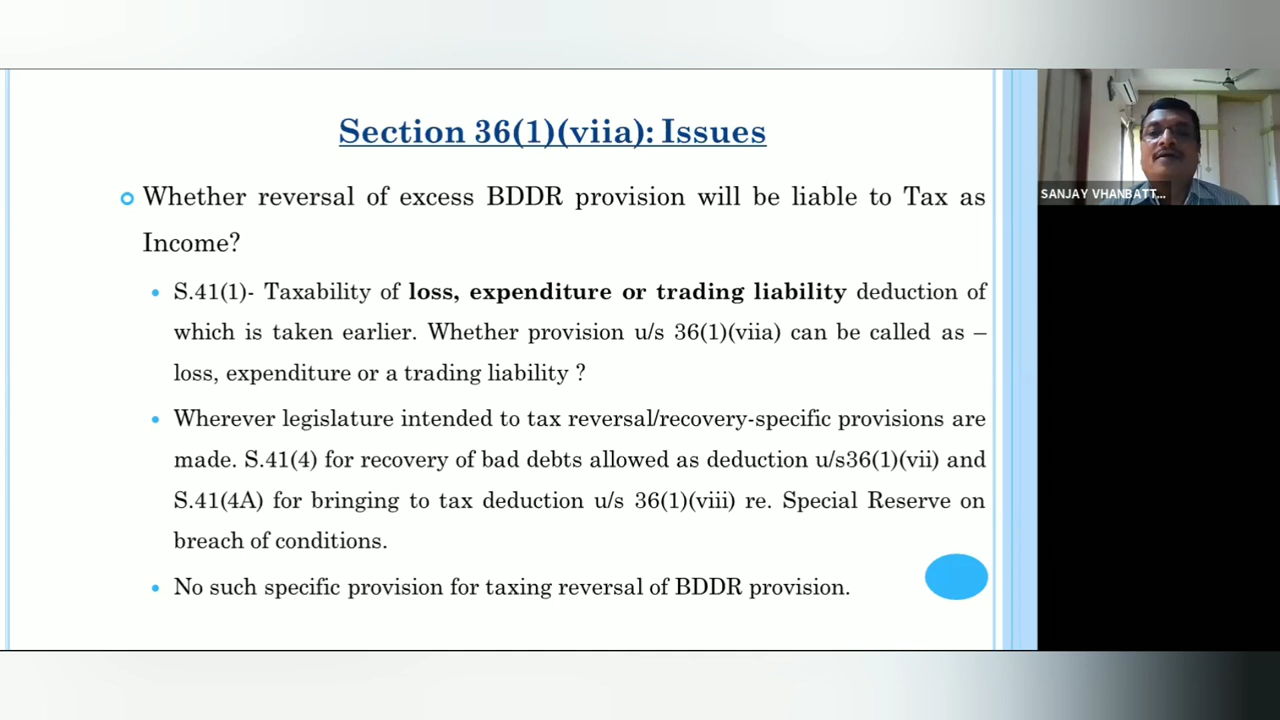 Section 36(1)(viia): Issues
Whether reversal of excess BDDR provision will be liable to Tax as
Income?
S.41(1)- Taxability of loss, expenditure or trading liability deduction of
which is taken earlier. Whether provision u/s 36(1)(viia) can be called as –
loss, expenditure or a trading liability ?
Wherever legislature intended to tax reversal/recovery-specific provisions are
made. S.41(4) for recovery of bad debts allowed as deduction u/s36(1)(vii) and
S.41(4A) for bringing to tax deduction u/s 36(1)(viii) re. Special Reserve on
breach of conditions.
No such specific provision for taxing reversal of BDDR provision.
SANJAY VHANBATT...